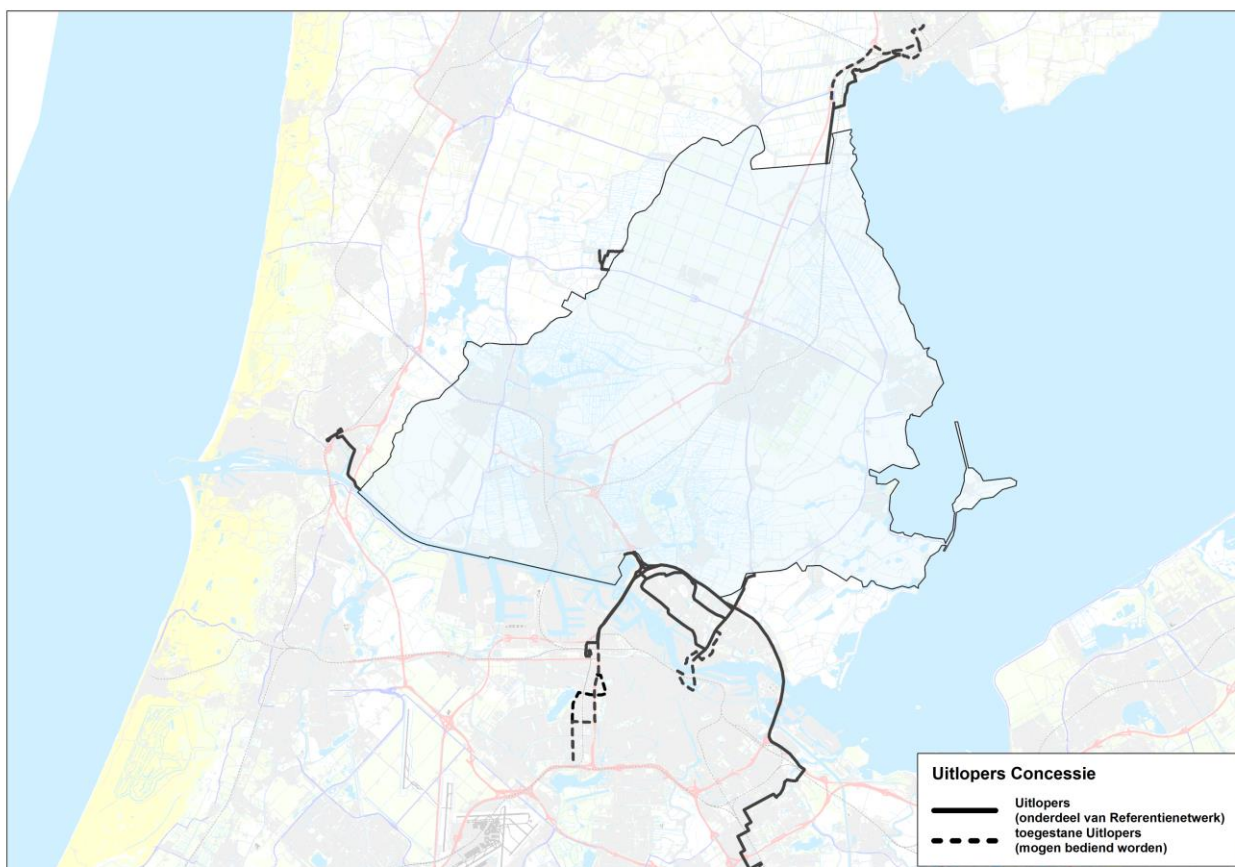 Uitlopers Concessie
Uitlopers
(onderdeel van Referentienetwerk)
toegestane Uitlopers
(mogen bediend worden)